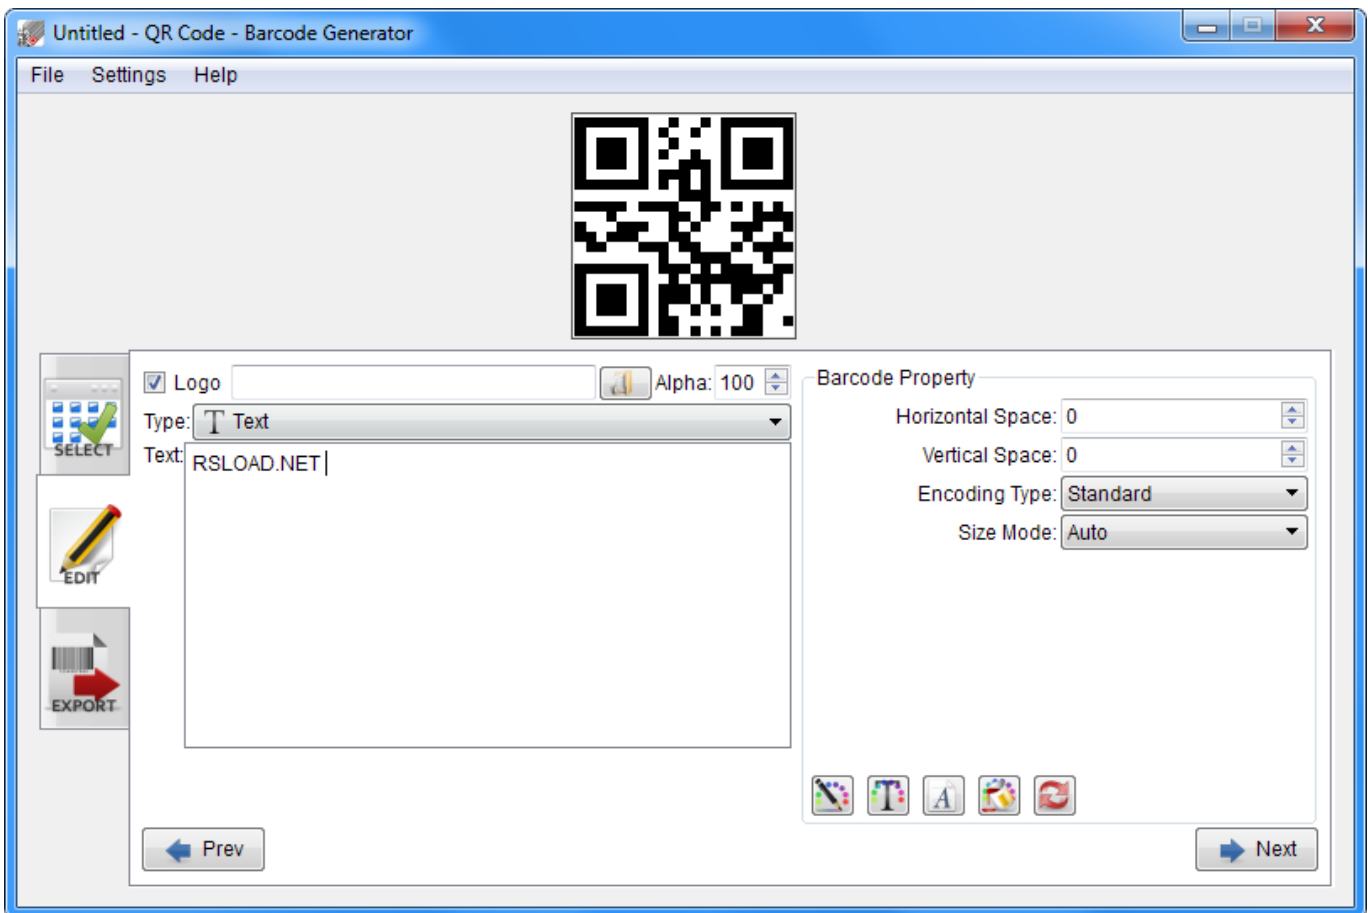 Untitled - QR Code - Barcode Generator
File Settings Help
Logo Alpha: 100
Barcode Property
Type: T Text
Horizontal Space: 0
Text: RSLOAD.NET
Vertical Space: 0
Encoding Type: Standard
Size Mode: Auto
SELECT
EDIT
EXPORT
Prev
Next